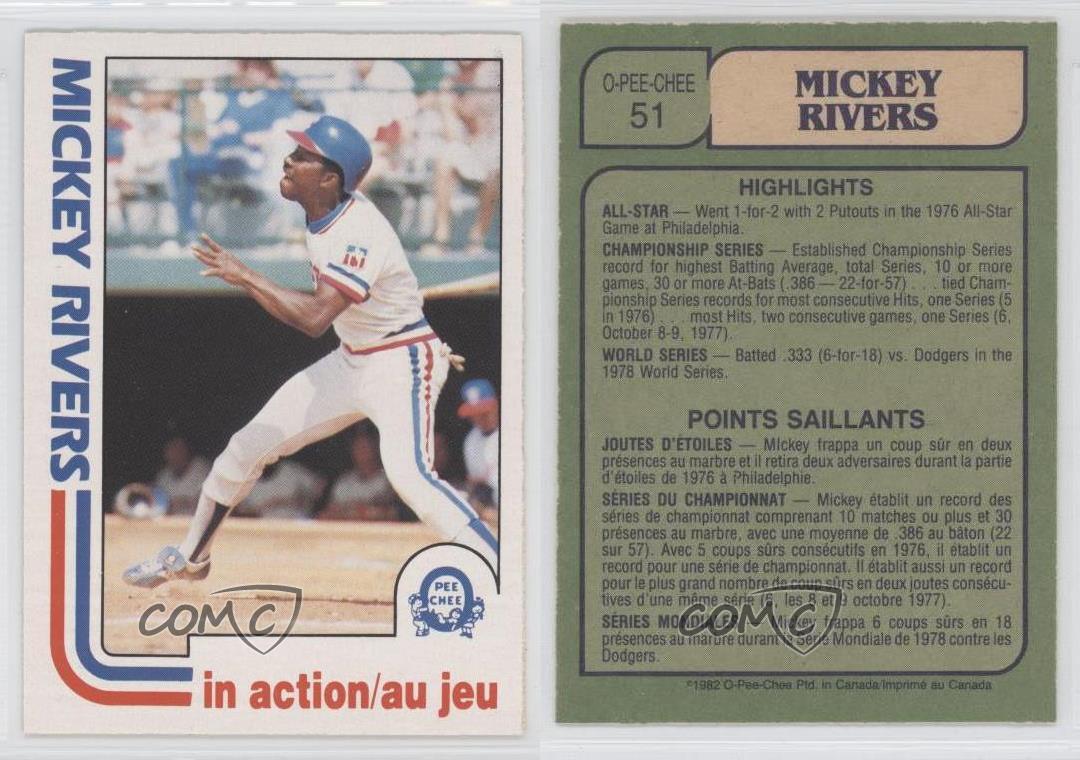 MICKEY RIVERS
PEE
CHEE
in action/au jeu
COMC
O-PEE-CHEE
51
MICKEY
RIVERS
HIGHLIGHTS
ALL-STAR — Went 1-for-2 with 2 Putouts in the 1976 All-Star
Game at Philadelphia.
CHAMPIONSHIP SERIES — Established Championship Series
record for highest Batting Average, total Series, 10 or more
games, 30 or more At-Bats (.386 — 22-for-57) . . . tied Cham-
pionship Series records for most consecutive Hits, one Series (5
in 1976) . . . most Hits, two consecutive games, one Series (6,
October 8-9, 1977).
WORLD SERIES — Batted .333 (6-for-18) vs. Dodgers in the
1978 World Series.
POINTS SAILLANTS
JOUTES D'ÉTOILES — MIckey frappa un coup sûr en deux
présences au marbre et il retira deux adversaires durant la partie
d'étoiles de 1976 à Philadelphie.
SÉRIES DU CHAMPIONNAT — Mickey établit un record des
séries de championnat comprenant 10 matches ou plus et 30
présences au marbre, avec une moyenne de .386 au bâton (22
sur 57). Avec 5 coups sûrs consécutifs en 1976, il établit un
record pour une série de championnat. Il établit aussi un record
pour le plus grand nombre de coup sûrs en deux joutes consécu-
tives d'une même série (6, les 8 et 9 octobre 1977).
SÉRIES MONDIALES — Mickey frappa 6 coups sûrs en 18
présences au marbre durant la Série Mondiale de 1978 contre les
Dodgers.
©1982 O-Pee-Chee Ptd. in Canada/Imprimé au Canada
COMC